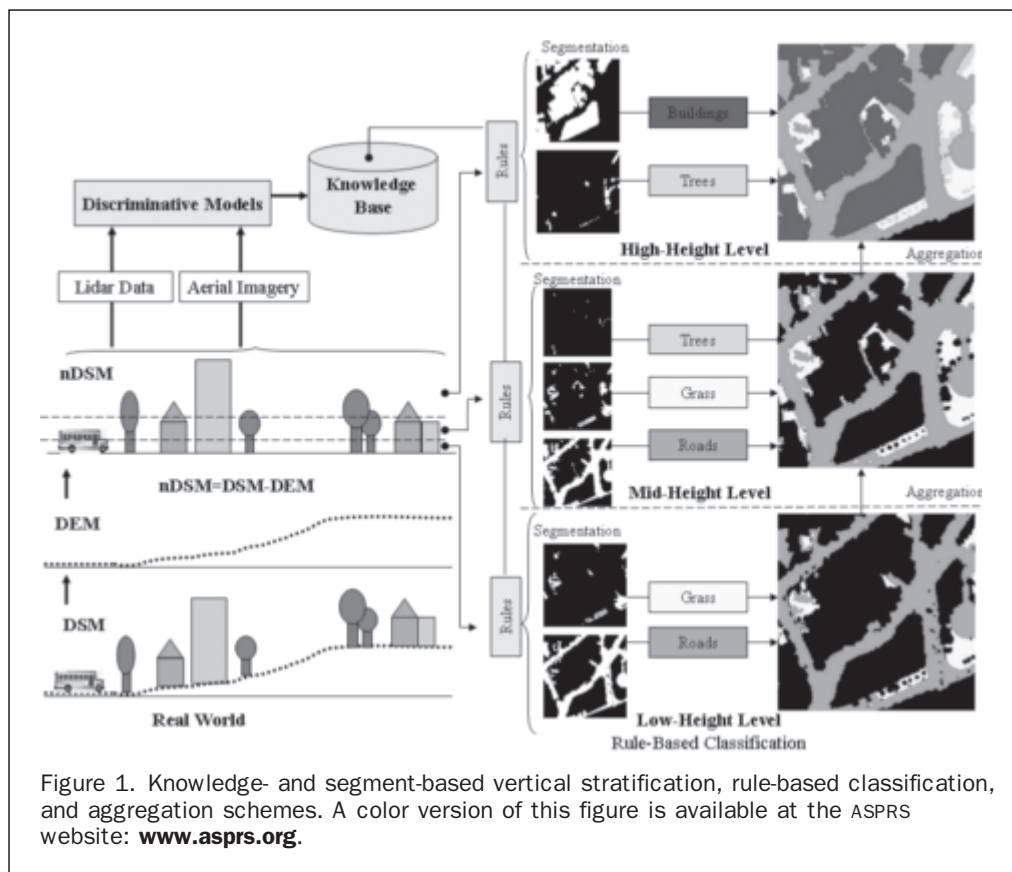 Segmentation
Buildings
Rules
Trees
High-Height Level
Aggregation
Knowledge
Base
Discriminative Models
Lidar Data
Aerial Imagery
Segmentation
Trees
Rules
Grass
Roads
Mid-Height Level
Aggregation
nDSM
nDSM=DSM-DEM
DEM
DSM
Real World
Segmentation
Grass
Rules
Roads
Low-Height Level
Rule-Based Classification
Figure 1. Knowledge- and segment-based vertical stratification, rule-based classification,
and aggregation schemes. A color version of this figure is available at the ASPRS
website: www.asprs.org.